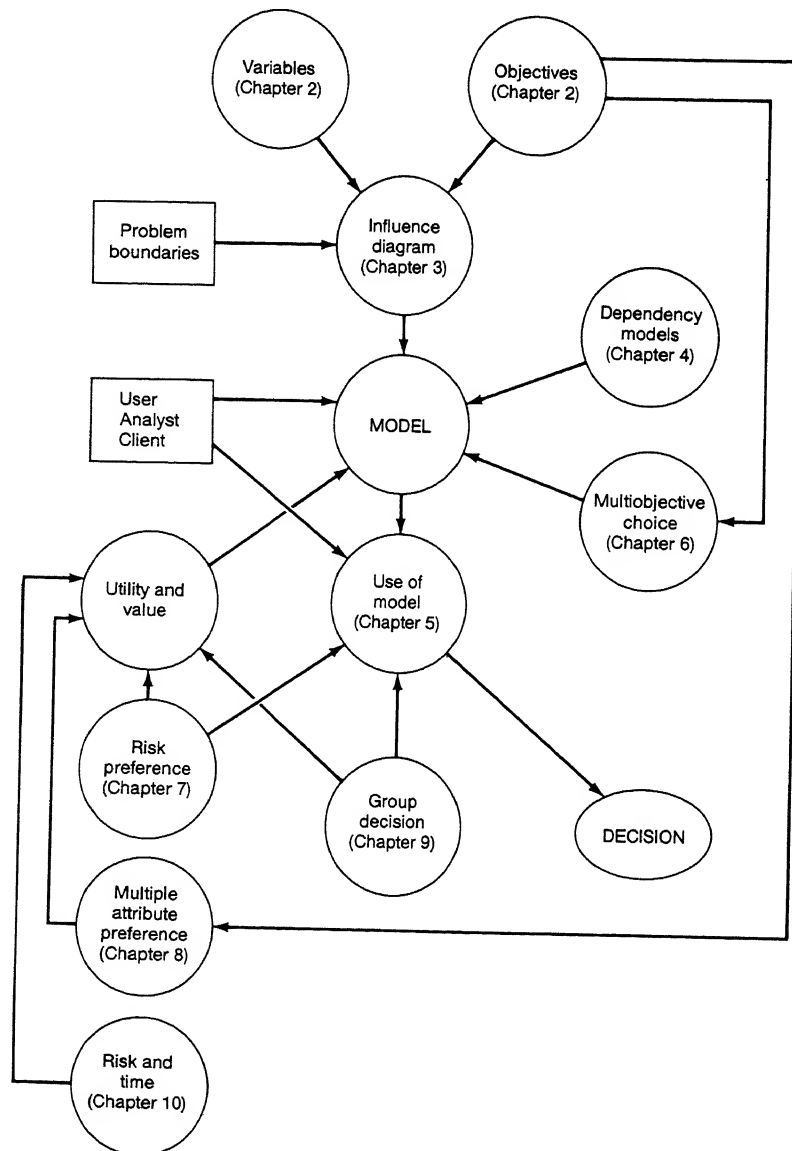 Variables
(Chapter 2)
Objectives
(Chapter 2)
Problem
boundaries
Influence
diagram
(Chapter 3)
Dependency
models
(Chapter 4)
User
Analyst
Client
MODEL
Multiobjective
choice
(Chapter 6)
Utility and
value
Use of
model
(Chapter 5)
Risk
preference
(Chapter 7)
Group
decision
(Chapter 9)
DECISION
Multiple
attribute
preference
(Chapter 8)
Risk and
time
(Chapter 10)